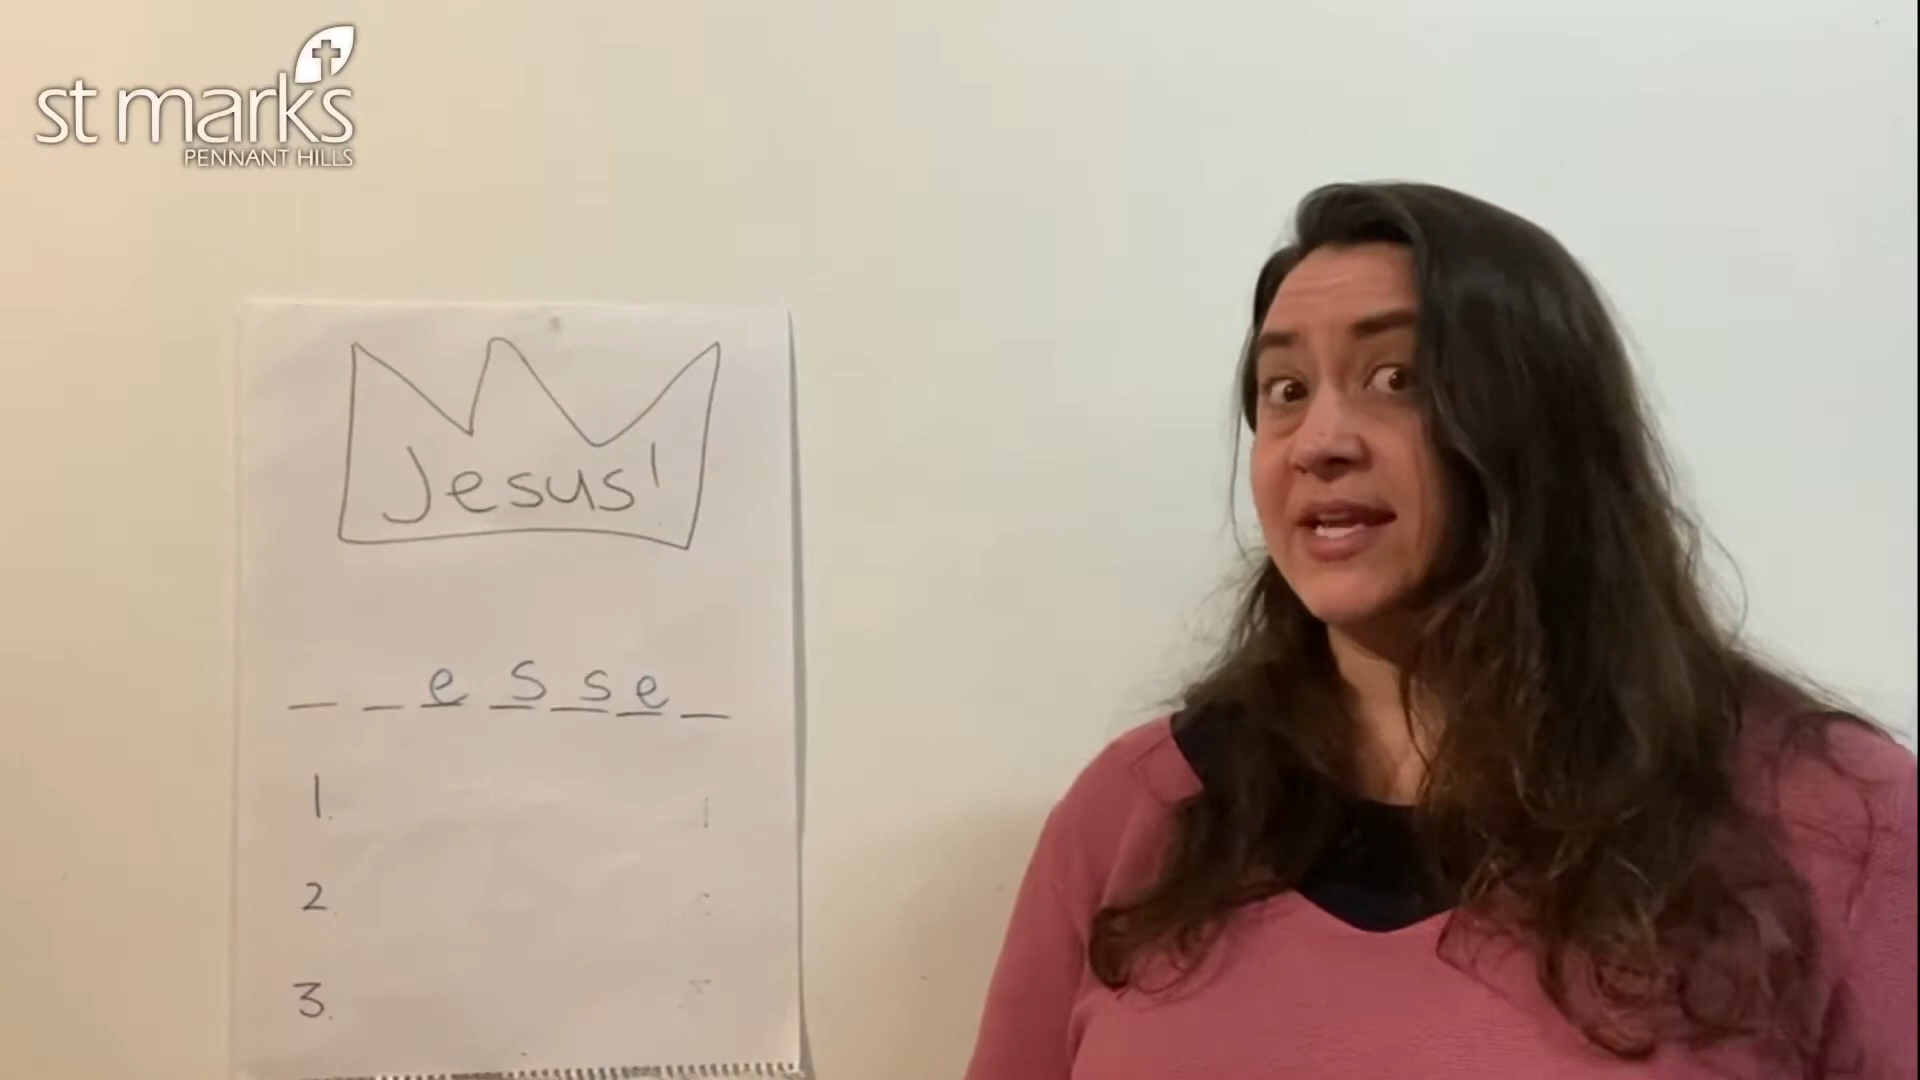 st marks
PENNANT HILLS
Jesus'
_ _ e s s e _
1.
2.
3.